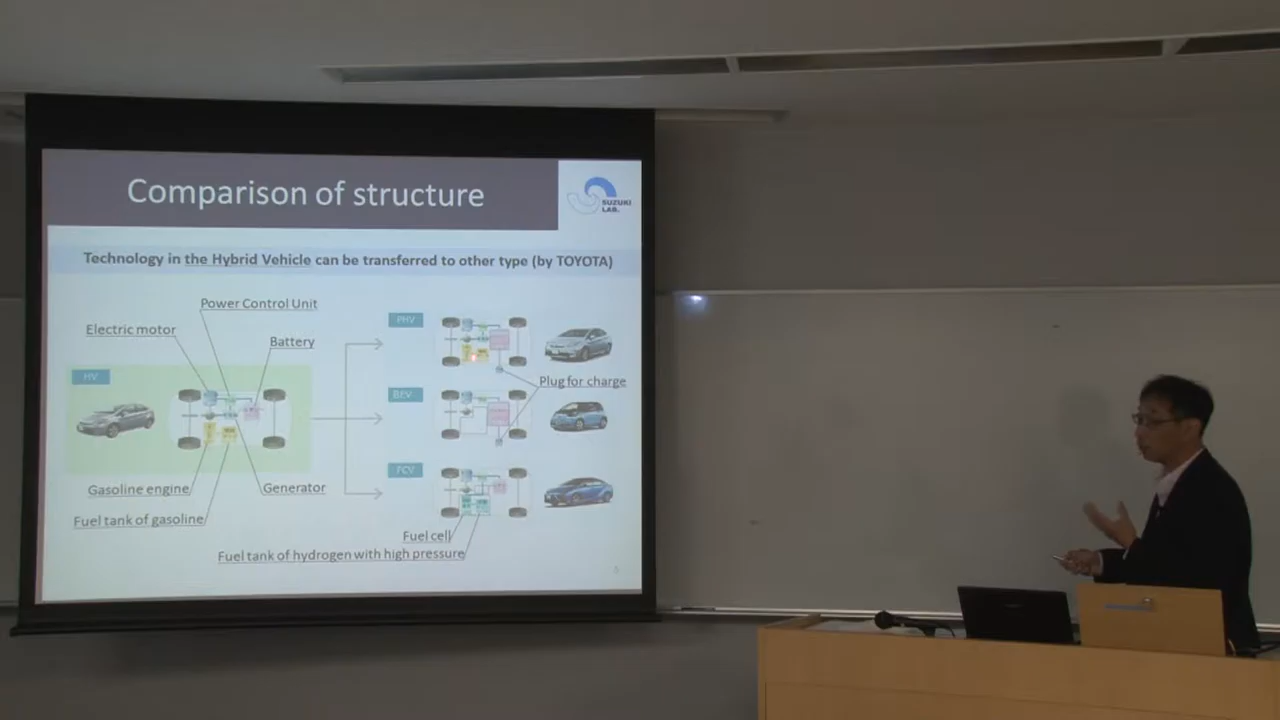 Comparison of structure
SUZUKI
LAB.
Technology in the Hybrid Vehicle can be transferred to other type (by TOYOTA)
Power Control Unit
Electric motor
Battery
HV
PHV
Plug for charge
BEV
Gasoline engine
Generator
FCV
Fuel tank of gasoline
Fuel cell
Fuel tank of hydrogen with high pressure